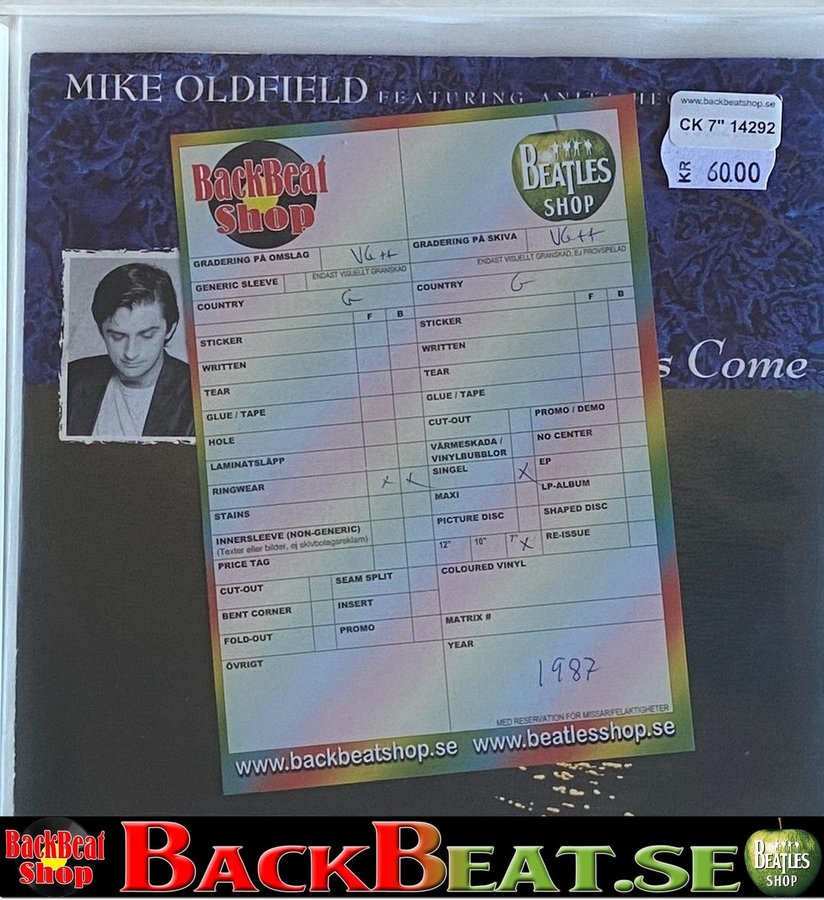 MIKE OLDFIELD FEATURING
www.backbeatshop.se
CK 7" 14292
KR 60.00
s Come
BackBeat
Shop
BEATLES
SHOP
GRADERING PÅ OMSLAG VG++
ENDAST VISUELLT GRANSKAD
GENERIC SLEEVE
COUNTRY G
F B
STICKER
WRITTEN
TEAR
GLUE / TAPE
HOLE
LAMINATSLÄPP
RINGWEAR x x
STAINS
INNERSLEEVE (NON-GENERIC)
(Texter eller bilder, ej skivbolagsreklam)
PRICE TAG
CUT-OUT SEAM SPLIT
BENT CORNER INSERT
FOLD-OUT PROMO
ÖVRIGT
GRADERING PÅ SKIVA VG++
ENDAST VISUELLT GRANSKAD, EJ PROVSPELAD
COUNTRY G
F B
STICKER
WRITTEN
TEAR
GLUE / TAPE
CUT-OUT PROMO / DEMO
VÄRMESKADA /
VINYLBUBBLOR NO CENTER
SINGEL X EP
MAXI LP-ALBUM
PICTURE DISC SHAPED DISC
12" 10" 7" X RE-ISSUE
COLOURED VINYL
MATRIX #
YEAR
1987
MED RESERVATION FÖR MISSAR/FELAKTIGHETER
www.backbeatshop.se www.beatlesshop.se
BackBeat
Shop
BACKBEAT.SE
BEATLES
SHOP